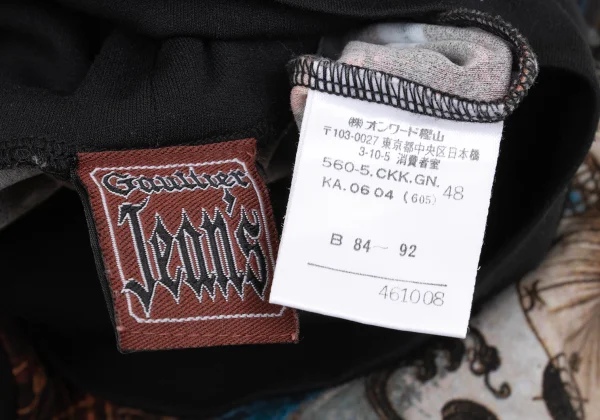 Gaultier
Jean's
㈱オンワード樫山
〒103-0027 東京都中央区日本橋
3-10-5 消費者室
560-5.CKK.GN. 48
KA.0604 (605)
B 84－92
461008